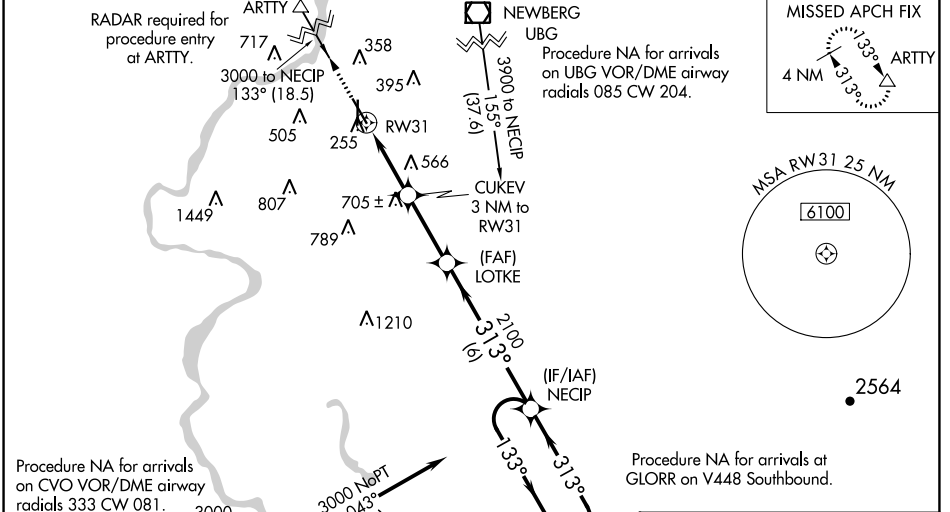 ARTTY
RADAR required for
procedure entry
at ARTTY.
717
3000 to NECIP
133° (18.5)
358
395
505
255
RW31
566
NEWBERG
UBG
3900 to NECIP
155°
(37.6)
Procedure NA for arrivals
on UBG VOR/DME airway
radials 085 CW 204.
MISSED APCH FIX
133°
ARTTY
4 NM
313°
MSA RW31 25 NM
6100
1449
807
705 ±
789
CUKEV
3 NM to
RW31
(FAF)
LOTKE
1210
2100
313°
(6)
(IF/IAF)
NECIP
2564
133°
313°
Procedure NA for arrivals at
GLORR on V448 Southbound.
Procedure NA for arrivals
on CVO VOR/DME airway
radials 333 CW 081.
3000
3000 NoPT
043°